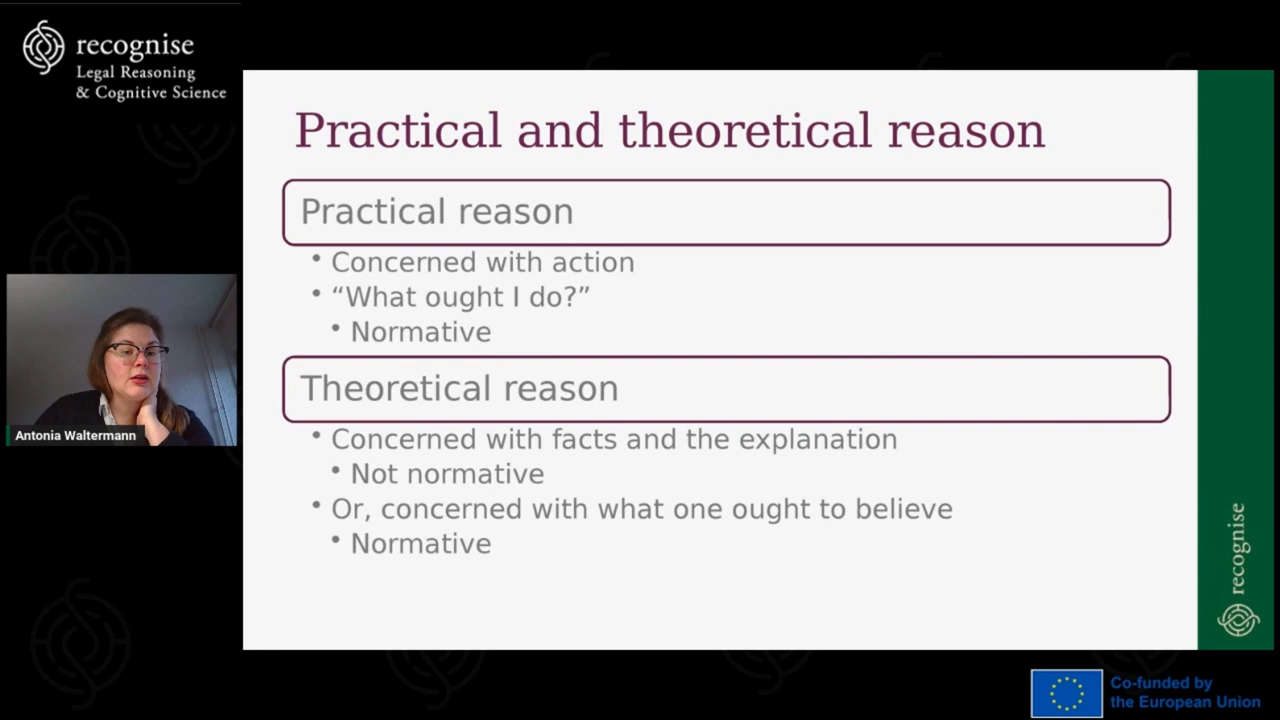 recognise
Legal Reasoning
& Cognitive Science
Practical and theoretical reason
Practical reason
• Concerned with action
• “What ought I do?”
• Normative
Theoretical reason
• Concerned with facts and the explanation
• Not normative
• Or, concerned with what one ought to believe
• Normative
Antonia Waltermann
recognise
Co-funded by
the European Union